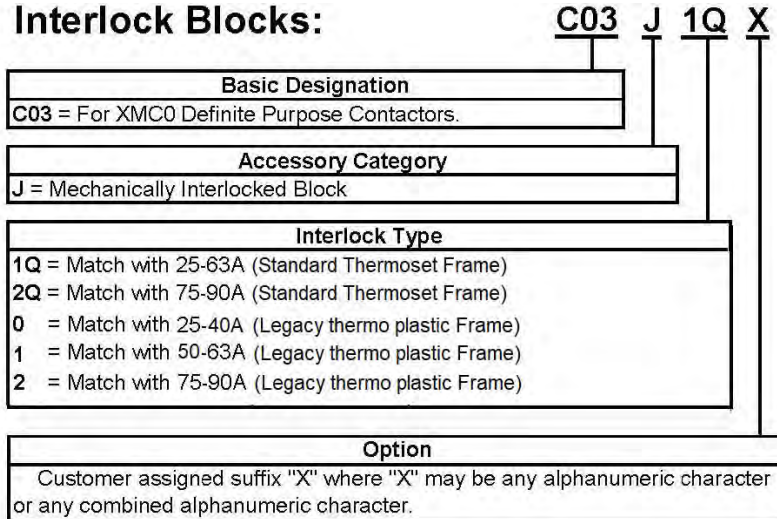 Interlock Blocks: C03 J 1Q X
Basic Designation
C03 = For XMC0 Definite Purpose Contactors.
Accessory Category
J = Mechanically Interlocked Block
Interlock Type
1Q = Match with 25-63A (Standard Thermoset Frame)
2Q = Match with 75-90A (Standard Thermoset Frame)
0 = Match with 25-40A (Legacy thermo plastic Frame)
1 = Match with 50-63A (Legacy thermo plastic Frame)
2 = Match with 75-90A (Legacy thermo plastic Frame)
Option
Customer assigned suffix "X" where "X" may be any alphanumeric character
or any combined alphanumeric character.